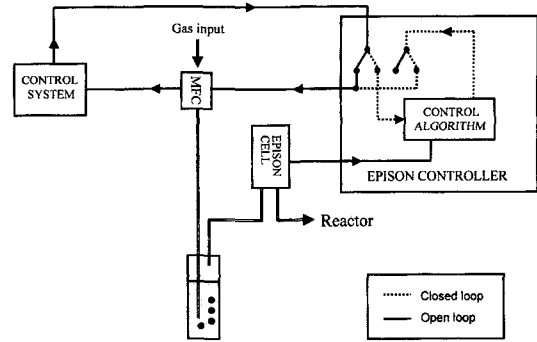 Gas input
CONTROL
SYSTEM
MFC
CONTROL
ALGORITHM
EPISON CONTROLLER
EPISON
CELL
Reactor
Closed loop
Open loop